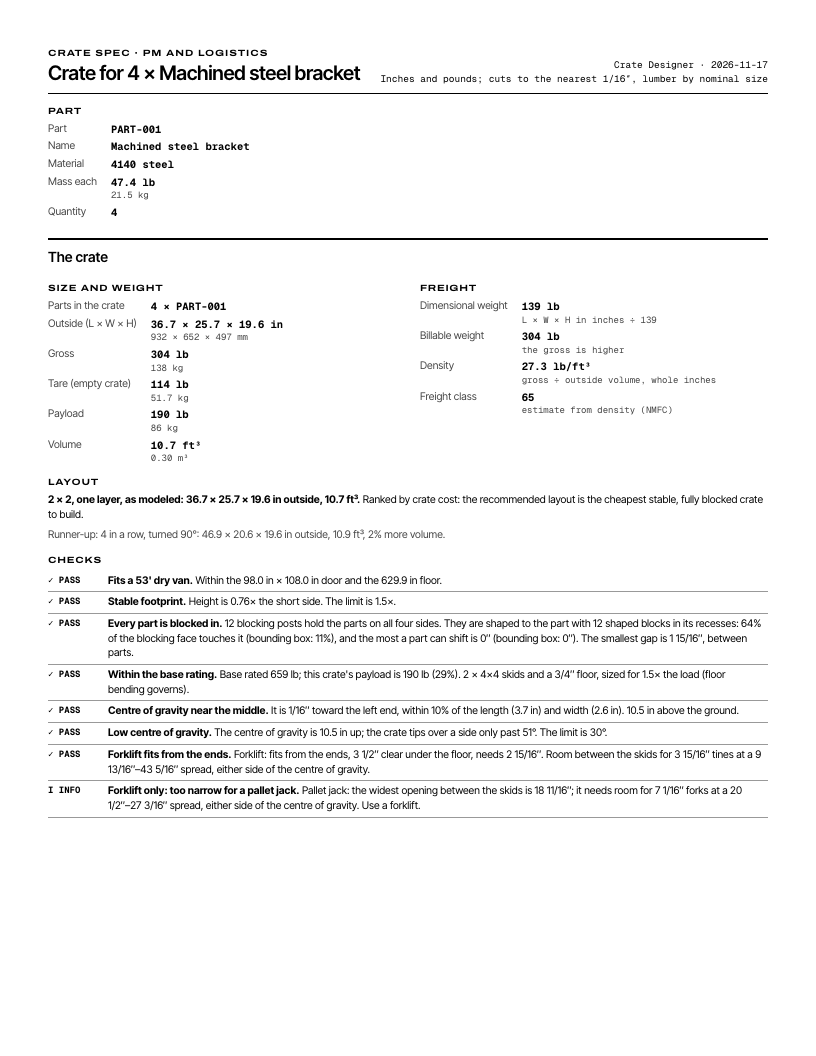 CRATE SPEC · PM AND LOGISTICS
Crate for 4 × Machined steel bracket
Crate Designer · 2026-11-17
Inches and pounds; cuts to the nearest 1/16″, lumber by nominal size
PART
Part PART-001
Name Machined steel bracket
Material 4140 steel
Mass each 47.4 lb
21.5 kg
Quantity 4
The crate
SIZE AND WEIGHT
Parts in the crate 4 × PART-001
Outside (L × W × H) 36.7 × 25.7 × 19.6 in
932 × 652 × 497 mm
Gross 304 lb
138 kg
Tare (empty crate) 114 lb
51.7 kg
Payload 190 lb
86 kg
Volume 10.7 ft³
0.30 m³
FREIGHT
Dimensional weight 139 lb
L × W × H in inches ÷ 139
Billable weight 304 lb
the gross is higher
Density 27.3 lb/ft³
gross ÷ outside volume, whole inches
Freight class 65
estimate from density (NMFC)
LAYOUT
2 × 2, one layer, as modeled: 36.7 × 25.7 × 19.6 in outside, 10.7 ft³. Ranked by crate cost: the recommended layout is the cheapest stable, fully blocked crate
to build.
Runner-up: 4 in a row, turned 90°: 46.9 × 20.6 × 19.6 in outside, 10.9 ft³, 2% more volume.
CHECKS
✓ PASS Fits a 53' dry van. Within the 98.0 in × 108.0 in door and the 629.9 in floor.
✓ PASS Stable footprint. Height is 0.76× the short side. The limit is 1.5×.
✓ PASS Every part is blocked in. 12 blocking posts hold the parts on all four sides. They are shaped to the part with 12 shaped blocks in its recesses: 64%
of the blocking face touches it (bounding box: 11%), and the most a part can shift is 0″ (bounding box: 0″). The smallest gap is 1 15/16″, between
parts.
✓ PASS Within the base rating. Base rated 659 lb; this crate's payload is 190 lb (29%). 2 × 4×4 skids and a 3/4″ floor, sized for 1.5× the load (floor
bending governs).
✓ PASS Centre of gravity near the middle. It is 1/16″ toward the left end, within 10% of the length (3.7 in) and width (2.6 in). 10.5 in above the ground.
✓ PASS Low centre of gravity. The centre of gravity is 10.5 in up; the crate tips over a side only past 51°. The limit is 30°.
✓ PASS Forklift fits from the ends. Forklift: fits from the ends, 3 1/2″ clear under the floor, needs 2 15/16″. Room between the skids for 3 15/16″ tines at a 9
13/16″–43 5/16″ spread, either side of the centre of gravity.
I INFO Forklift only: too narrow for a pallet jack. Pallet jack: the widest opening between the skids is 18 11/16″; it needs room for 7 1/16″ forks at a 20
1/2″–27 3/16″ spread, either side of the centre of gravity. Use a forklift.